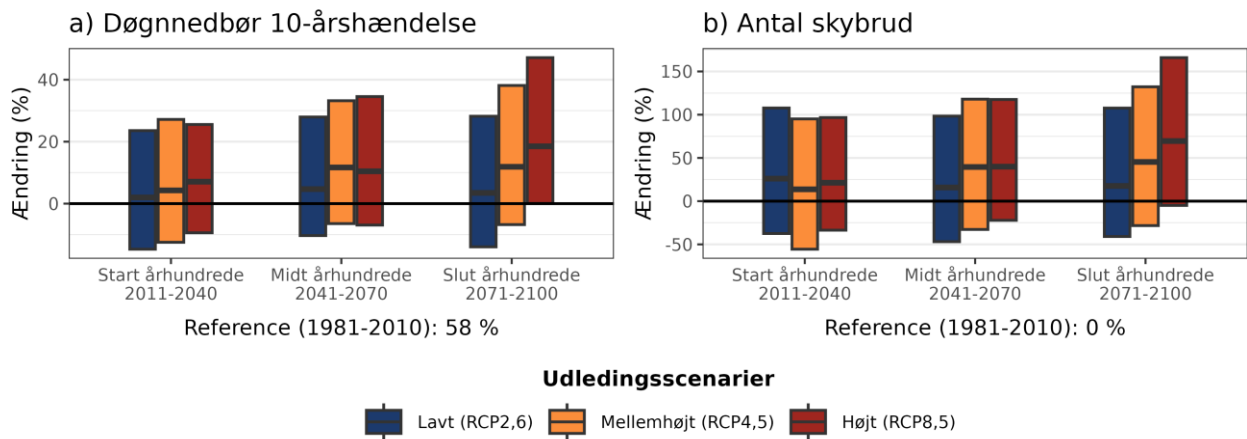 a) Døgnnedbør 10-årshændelse
b) Antal skybrud
Ændring (%)
40
20
0
Start århundrede
2011-2040
Midt århundrede
2041-2070
Slut århundrede
2071-2100
Reference (1981-2010): 58 %
Ændring (%)
150
100
50
0
-50
Start århundrede
2011-2040
Midt århundrede
2041-2070
Slut århundrede
2071-2100
Reference (1981-2010): 0 %
Udledingsscenarier
Lavt (RCP2,6)
Mellemhøjt (RCP4,5)
Højt (RCP8,5)